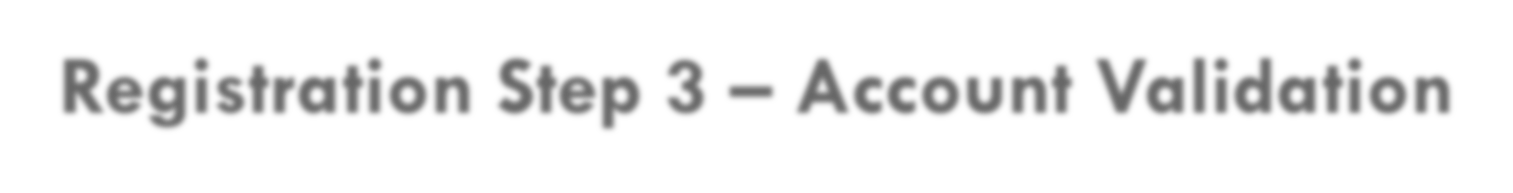 Registration Step 3 – Account Validation